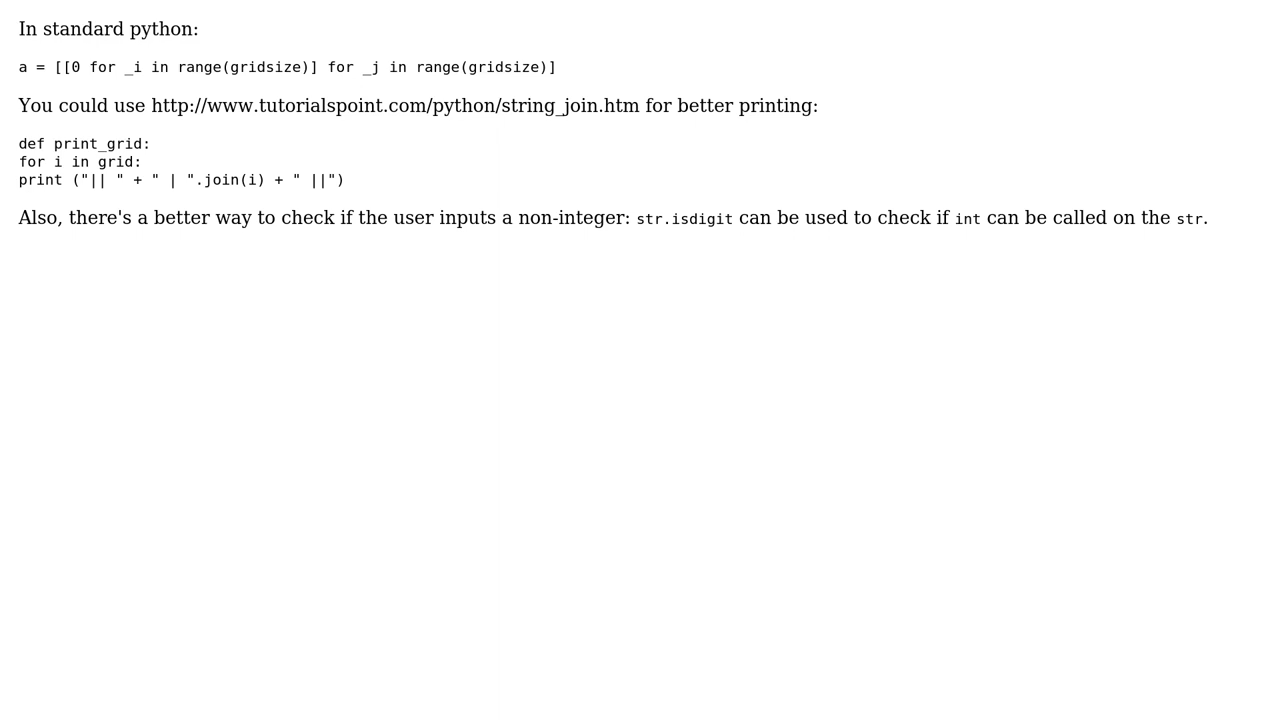 In standard python:
a = [[0 for _i in range(gridsize)] for _j in range(gridsize)]
You could use http://www.tutorialspoint.com/python/string_join.htm for better printing:
def print_grid:
for i in grid:
print ("|| " + " | ".join(i) + " ||")
Also, there's a better way to check if the user inputs a non-integer: str.isdigit can be used to check if int can be called on the str.